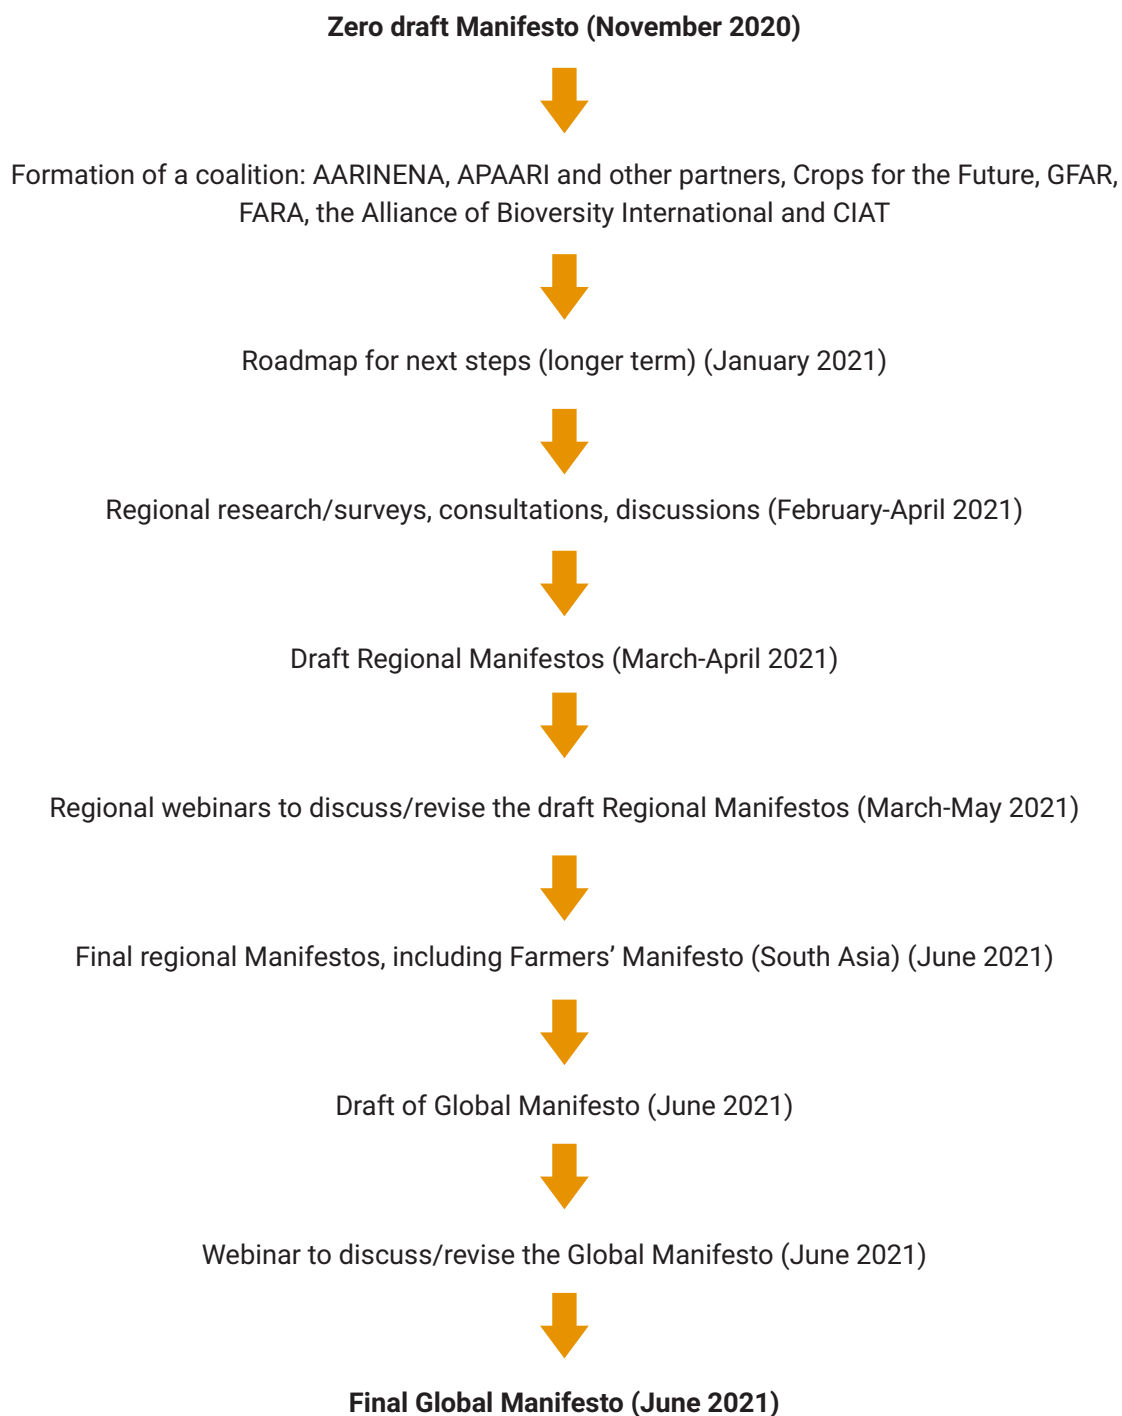 Zero draft Manifesto (November 2020)
Formation of a coalition: AARINENA, APAARI and other partners, Crops for the Future, GFAR,
FARA, the Alliance of Bioversity International and CIAT
Roadmap for next steps (longer term) (January 2021)
Regional research/surveys, consultations, discussions (February-April 2021)
Draft Regional Manifestos (March-April 2021)
Regional webinars to discuss/revise the draft Regional Manifestos (March-May 2021)
Final regional Manifestos, including Farmers’ Manifesto (South Asia) (June 2021)
Draft of Global Manifesto (June 2021)
Webinar to discuss/revise the Global Manifesto (June 2021)
Final Global Manifesto (June 2021)